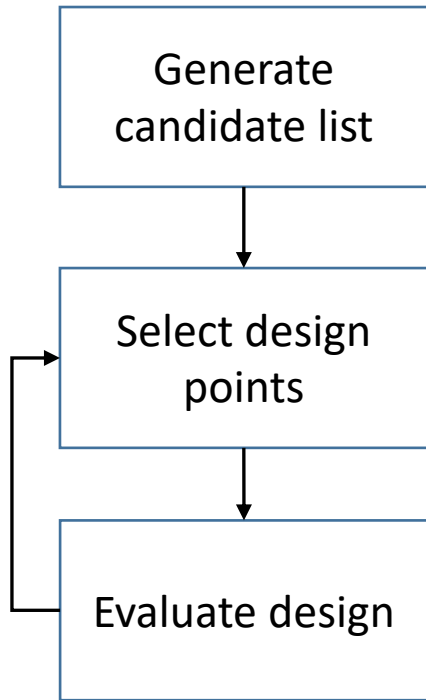 Generate
candidate list
Select design
points
Evaluate design